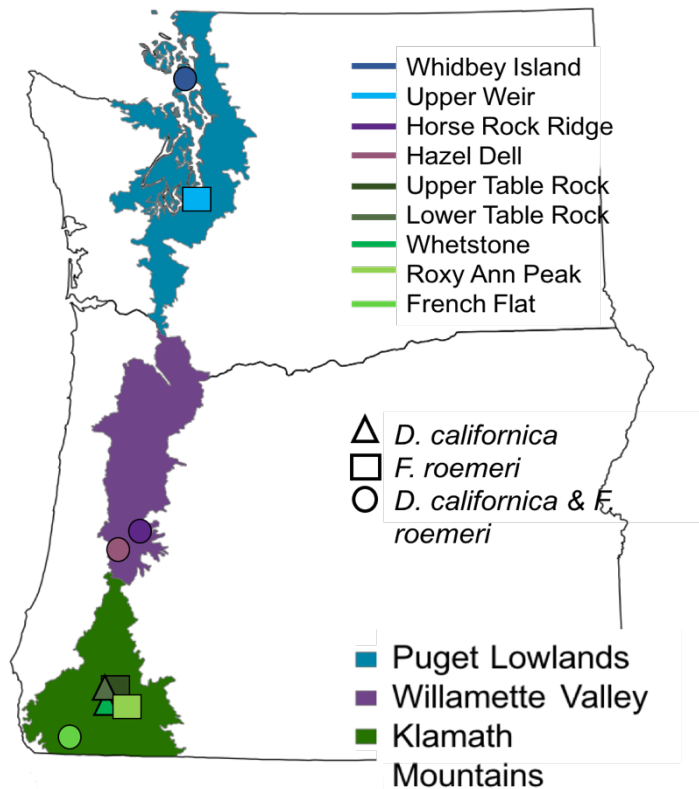 Whidbey Island
Upper Weir
Horse Rock Ridge
Hazel Dell
Upper Table Rock
Lower Table Rock
Whetstone
Roxy Ann Peak
French Flat
D. californica
F. roemeri
D. californica & F.
roemeri
Puget Lowlands
Willamette Valley
Klamath
Mountains